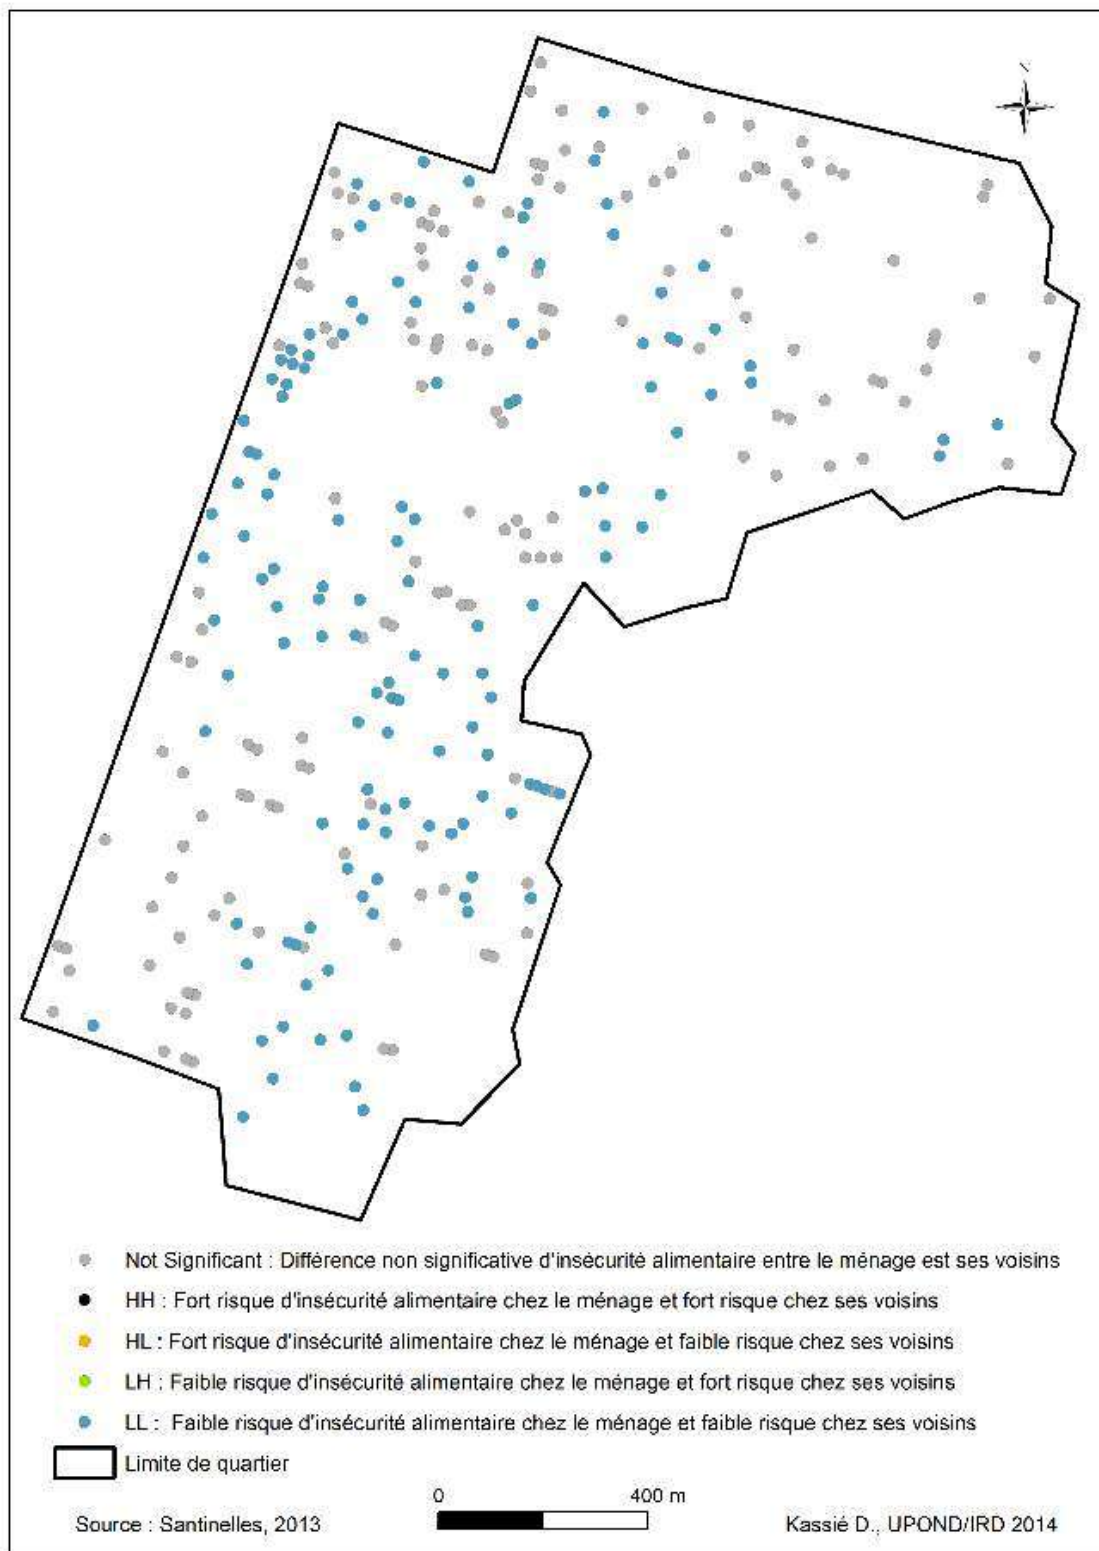 N
Not Significant : Différence non significative d'insécurité alimentaire entre le ménage est ses voisins
HH : Fort risque d'insécurité alimentaire chez le ménage et fort risque chez ses voisins
HL : Fort risque d'insécurité alimentaire chez le ménage et faible risque chez ses voisins
LH : Faible risque d'insécurité alimentaire chez le ménage et fort risque chez ses voisins
LL : Faible risque d'insécurité alimentaire chez le ménage et faible risque chez ses voisins
Limite de quartier
0 400 m
Source : Santinelles, 2013 Kassié D., UPOND/IRD 2014